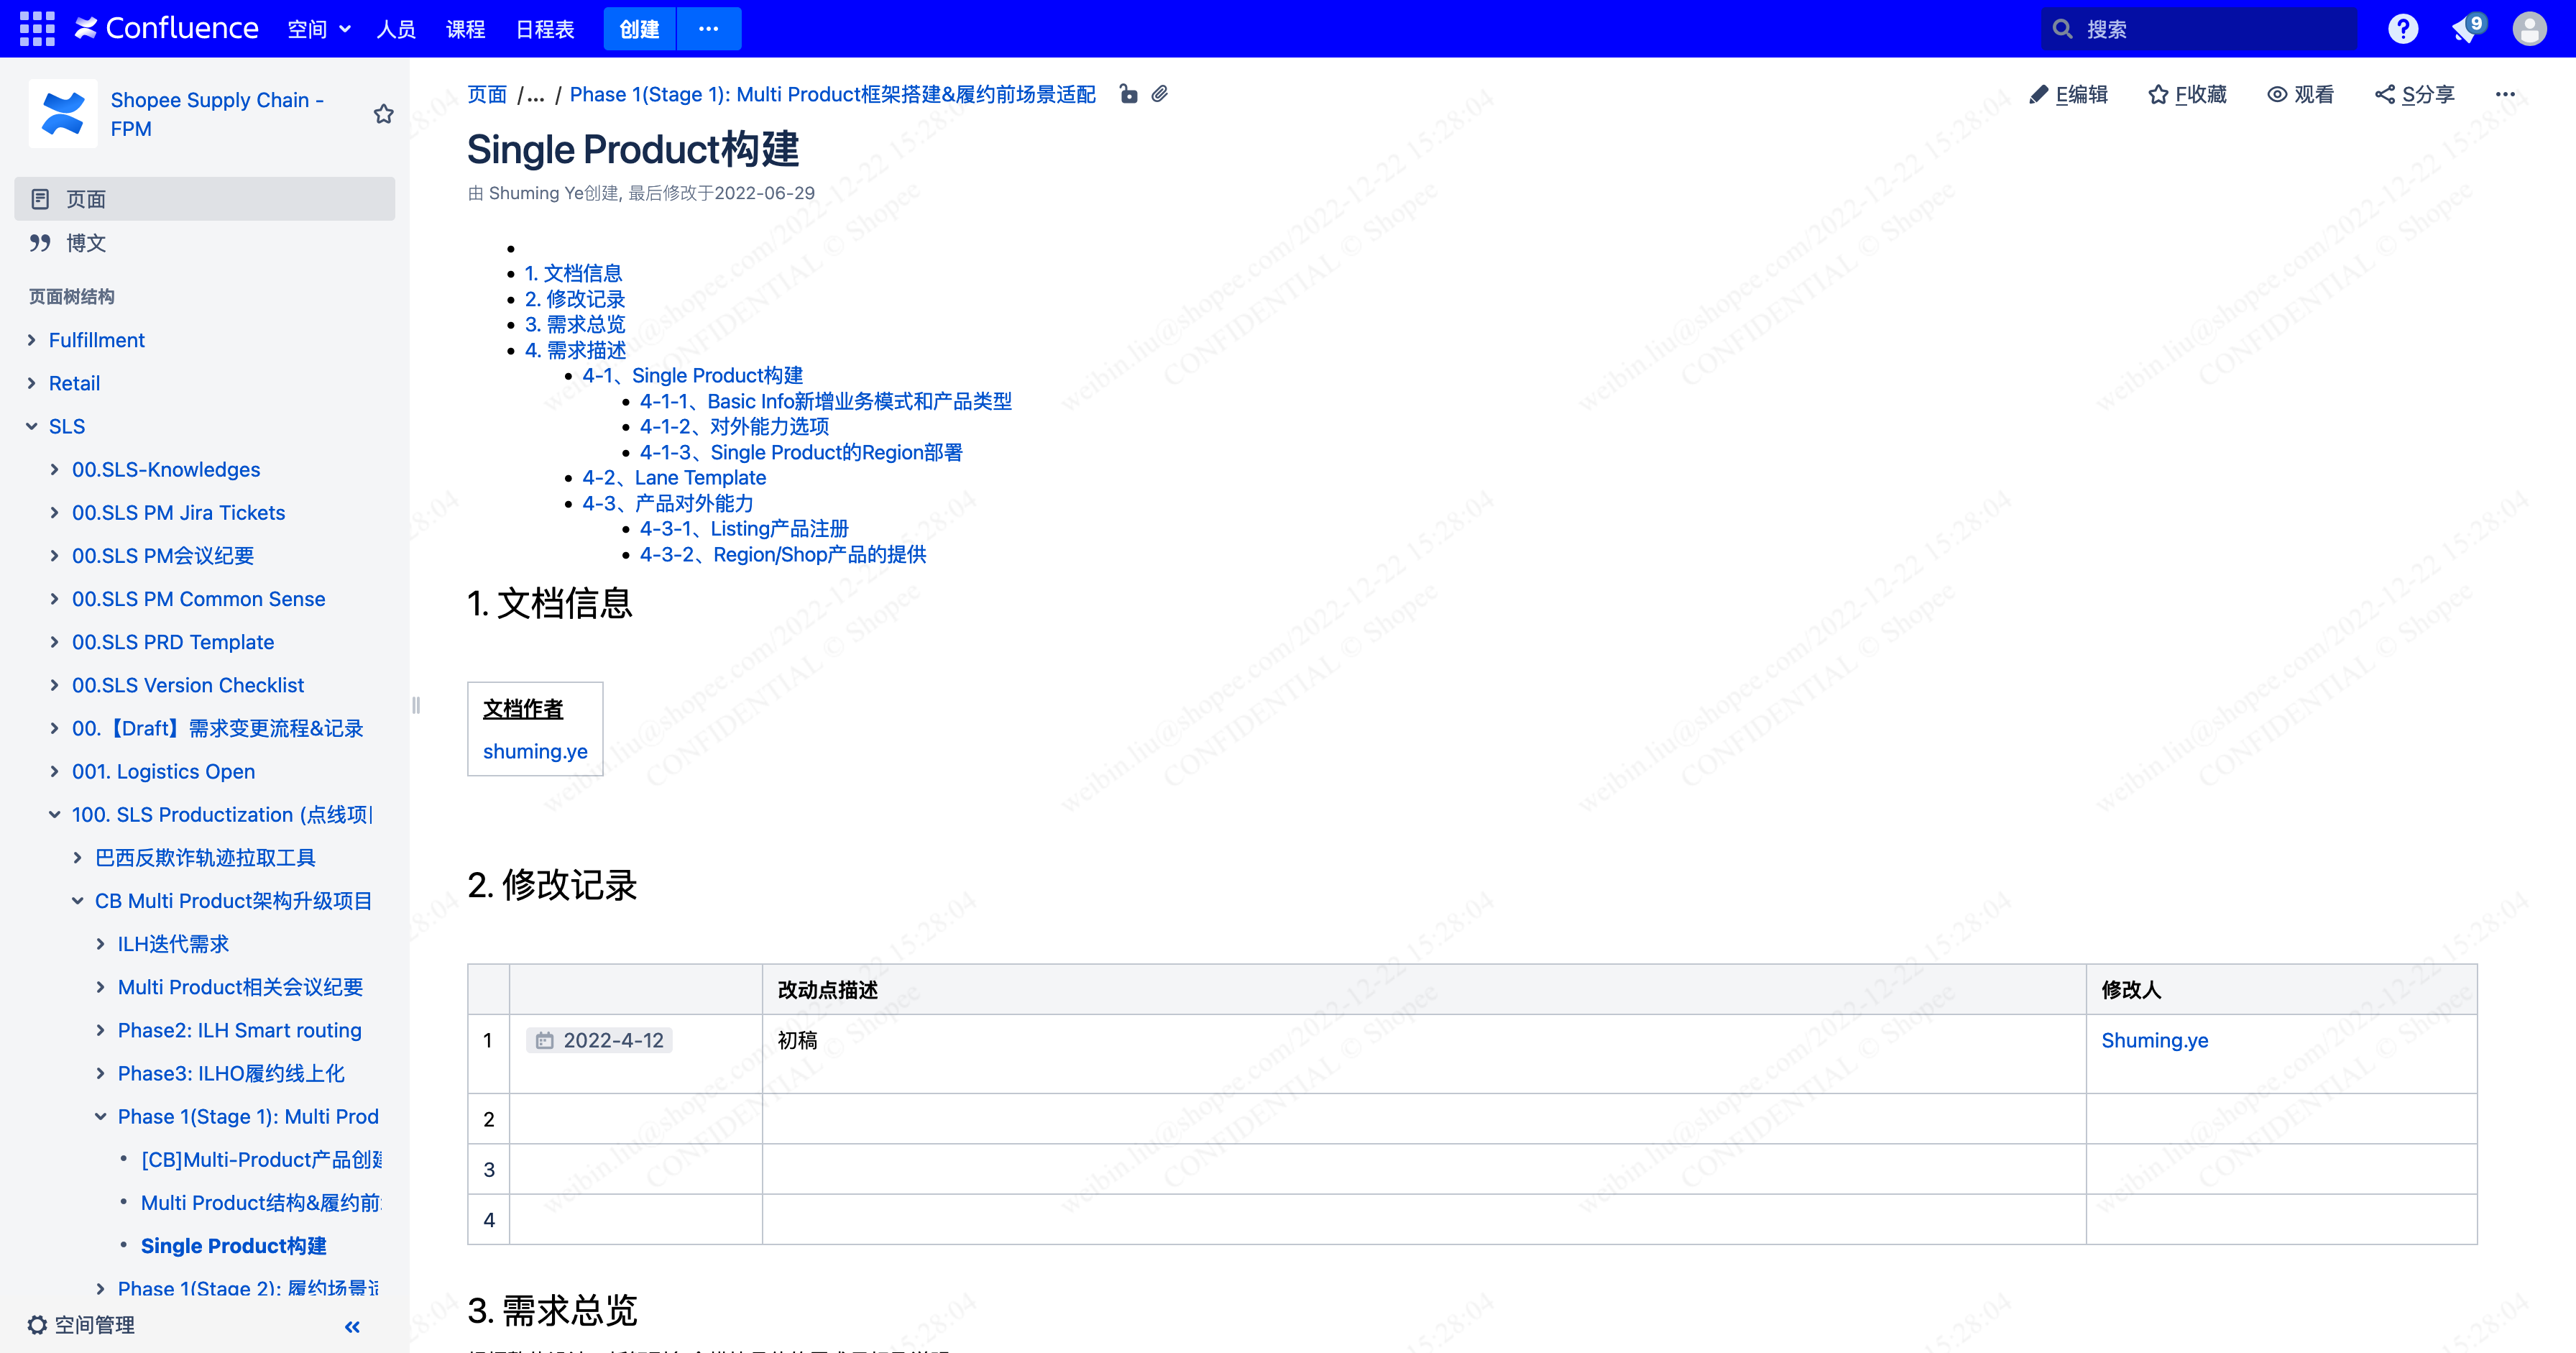 Confluence 空间 人员 课程 日程表 创建 ··· 搜索 9
Shopee Supply Chain -
FPM
页面
博文
页面树结构
Fulfillment
Retail
SLS
00.SLS-Knowledges
00.SLS PM Jira Tickets
00.SLS PM会议纪要
00.SLS PM Common Sense
00.SLS PRD Template
00.SLS Version Checklist
00.【Draft】需求变更流程&记录
001. Logistics Open
100. SLS Productization (点线项
巴西反欺诈轨迹拉取工具
CB Multi Product架构升级项目
ILH迭代需求
Multi Product相关会议纪要
Phase2: ILH Smart routing
Phase3: ILHO履约线上化
Phase 1(Stage 1): Multi Prod
[CB]Multi-Product产品创建
Multi Product结构&履约前
Single Product构建
Phase 1(Stage 2): 履约场景适
空间管理
页面 /... / Phase 1(Stage 1): Multi Product框架搭建&履约前场景适配
E编辑 F收藏 观看 S分享 ···
Single Product构建
由 Shuming Ye创建, 最后修改于2022-06-29
1. 文档信息
2. 修改记录
3. 需求总览
4. 需求描述
4-1、Single Product构建
4-1-1、Basic Info新增业务模式和产品类型
4-1-2、对外能力选项
4-1-3、Single Product的Region部署
4-2、Lane Template
4-3、产品对外能力
4-3-1、Listing产品注册
4-3-2、Region/Shop产品的提供
1. 文档信息
文档作者
shuming.ye
2. 修改记录
改动点描述 修改人
1 2022-4-12 初稿 Shuming.ye
2
3
4
3. 需求总览
weibin.liu@shopee.com/2022-12-22 15:28:04
CONFIDENTIAL © Shopee